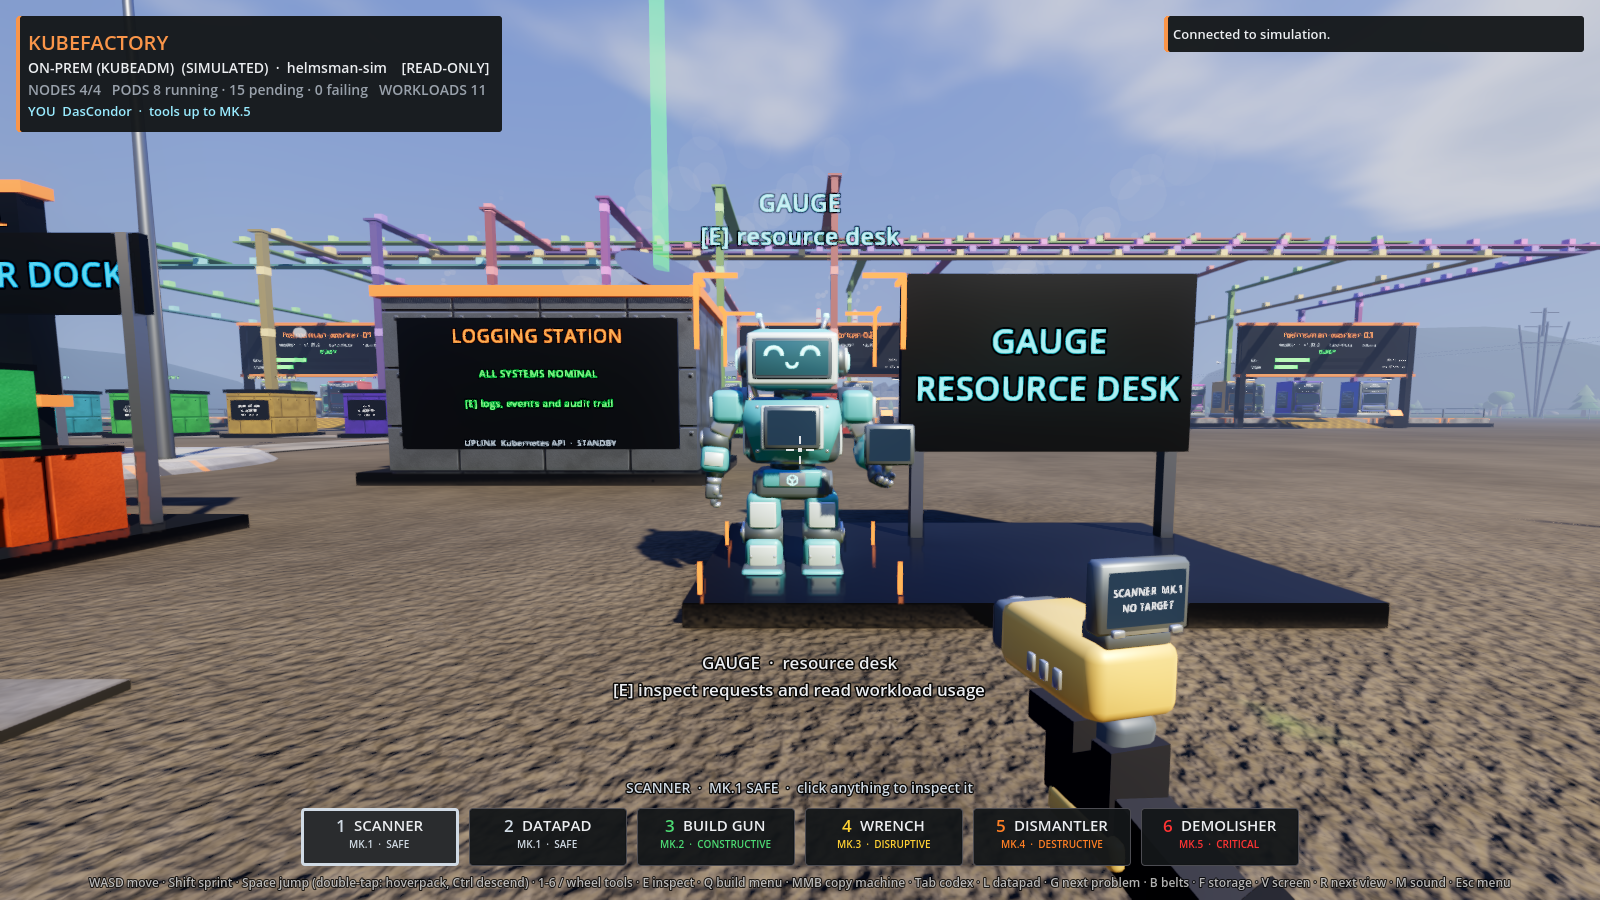 KUBEFACTORY
ON-PREM (KUBEADM) (SIMULATED) · helmsman-sim [READ-ONLY]
NODES 4/4 PODS 8 running · 15 pending · 0 failing WORKLOADS 11
YOU DasCondor · tools up to MK.5
Connected to simulation.
GAUGE
[E] resource desk
R DOCK
LOGGING STATION
ALL SYSTEMS NOMINAL
[E] logs, events and audit trail
UPLINK Kubernetes API · STANDBY
GAUGE
RESOURCE DESK
SCANNER MK.1
NO TARGET
GAUGE · resource desk
[E] inspect requests and read workload usage
SCANNER · MK.1 SAFE · click anything to inspect it
1 SCANNER
MK.1 · SAFE
2 DATAPAD
MK.1 · SAFE
3 BUILD GUN
MK.2 · CONSTRUCTIVE
4 WRENCH
MK.3 · DISRUPTIVE
5 DISMANTLER
MK.4 · DESTRUCTIVE
6 DEMOLISHER
MK.5 · CRITICAL
WASD move · Shift sprint · Space jump (double-tap: hoverpack, Ctrl descend) · 1-6 / wheel tools · E inspect · Q build menu · MMB copy machine · Tab codex · L datapad · G next problem · B belts · F storage · V screen · R next view · M sound · Esc menu